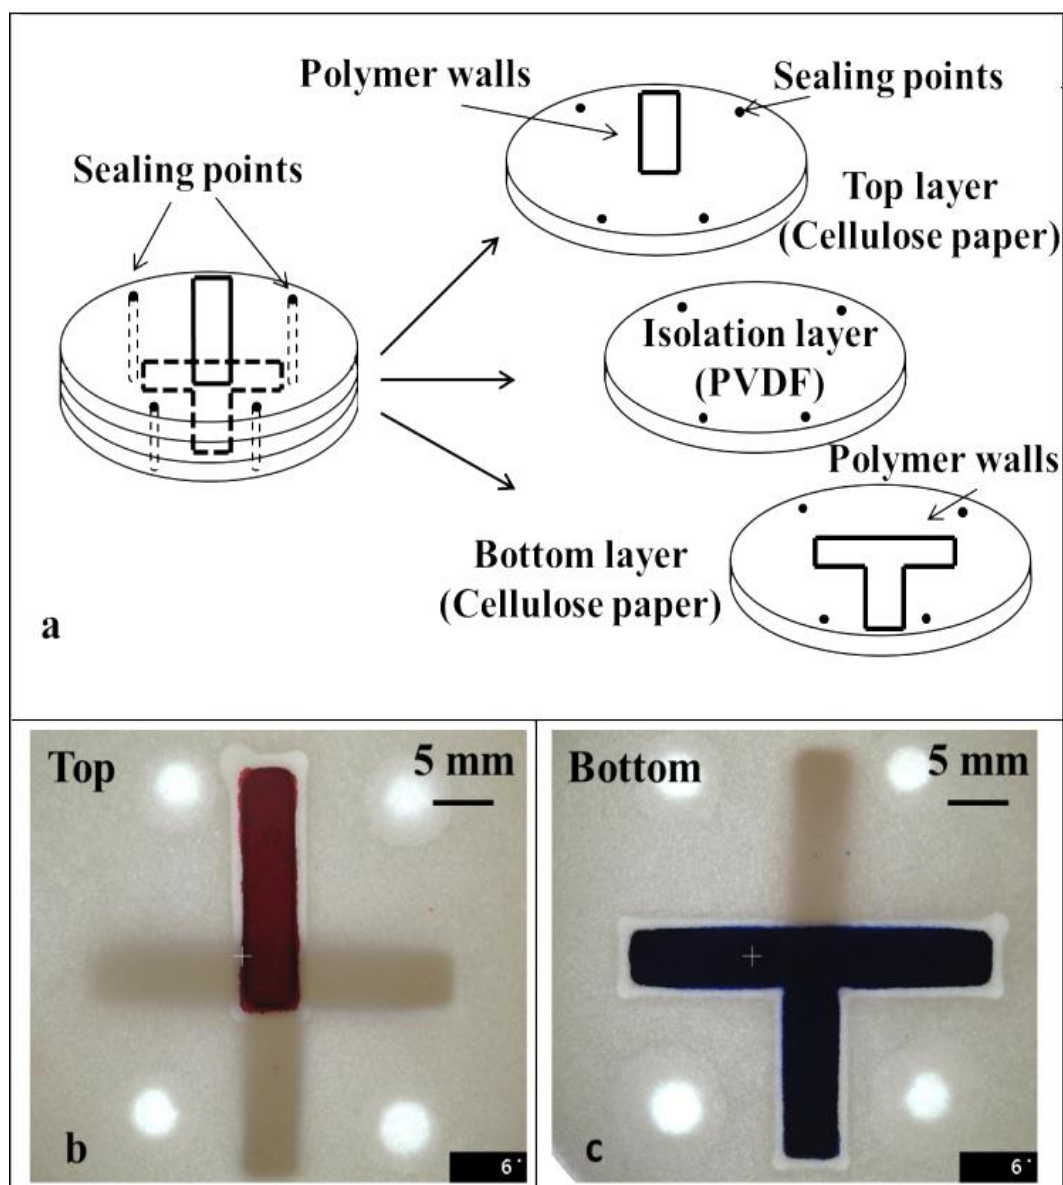 Polymer walls
Sealing points
Sealing points
Top layer
(Cellulose paper)
Isolation layer
(PVDF)
Polymer walls
Bottom layer
(Cellulose paper)
a
Top
5 mm
b
6
Bottom
5 mm
c
6